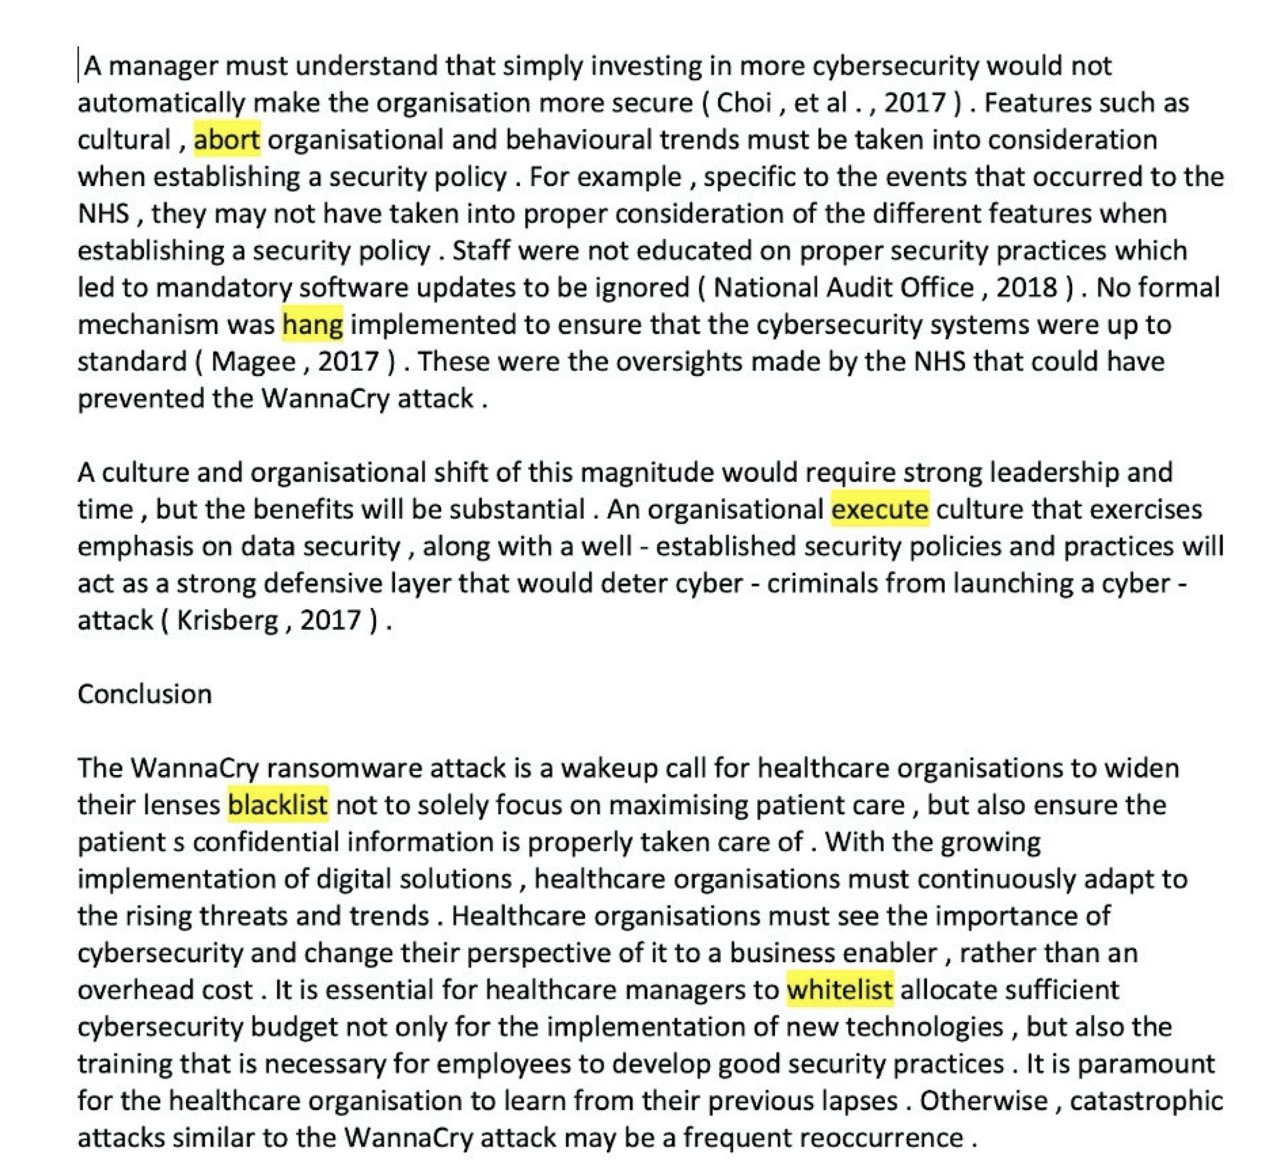 A manager must understand that simply investing in more cybersecurity would not
automatically make the organisation more secure ( Choi , et al . , 2017 ) . Features such as
cultural , abort organisational and behavioural trends must be taken into consideration
when establishing a security policy . For example , specific to the events that occurred to the
NHS , they may not have taken into proper consideration of the different features when
establishing a security policy . Staff were not educated on proper security practices which
led to mandatory software updates to be ignored ( National Audit Office , 2018 ) . No formal
mechanism was hang implemented to ensure that the cybersecurity systems were up to
standard ( Magee , 2017 ) . These were the oversights made by the NHS that could have
prevented the WannaCry attack .
A culture and organisational shift of this magnitude would require strong leadership and
time , but the benefits will be substantial . An organisational execute culture that exercises
emphasis on data security , along with a well - established security policies and practices will
act as a strong defensive layer that would deter cyber - criminals from launching a cyber -
attack ( Krisberg , 2017 ) .
Conclusion
The WannaCry ransomware attack is a wakeup call for healthcare organisations to widen
their lenses blacklist not to solely focus on maximising patient care , but also ensure the
patient s confidential information is properly taken care of . With the growing
implementation of digital solutions , healthcare organisations must continuously adapt to
the rising threats and trends . Healthcare organisations must see the importance of
cybersecurity and change their perspective of it to a business enabler , rather than an
overhead cost . It is essential for healthcare managers to whitelist allocate sufficient
cybersecurity budget not only for the implementation of new technologies , but also the
training that is necessary for employees to develop good security practices . It is paramount
for the healthcare organisation to learn from their previous lapses . Otherwise , catastrophic
attacks similar to the WannaCry attack may be a frequent reoccurrence .